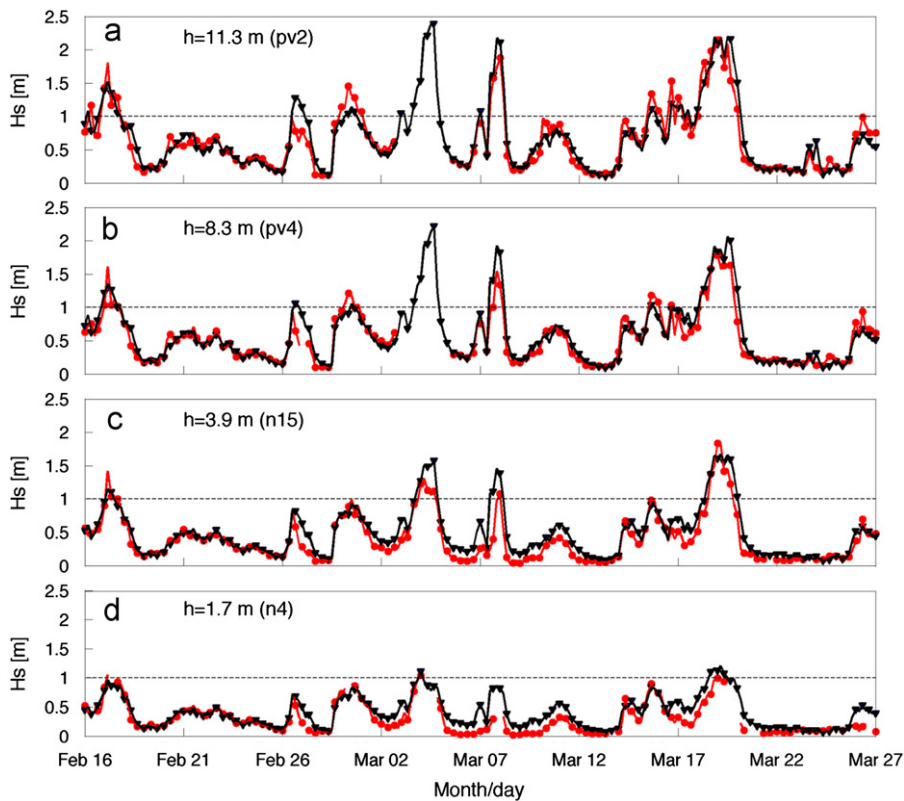 a
h=11.3 m (pv2)
Hs [m]
2.5
2
1.5
1
0.5
0
b
h=8.3 m (pv4)
Hs [m]
2.5
2
1.5
1
0.5
0
c
h=3.9 m (n15)
Hs [m]
2.5
2
1.5
1
0.5
0
d
h=1.7 m (n4)
Hs [m]
2.5
2
1.5
1
0.5
0
Feb 16 Feb 21 Feb 26 Mar 02 Mar 07 Mar 12 Mar 17 Mar 22 Mar 27
Month/day